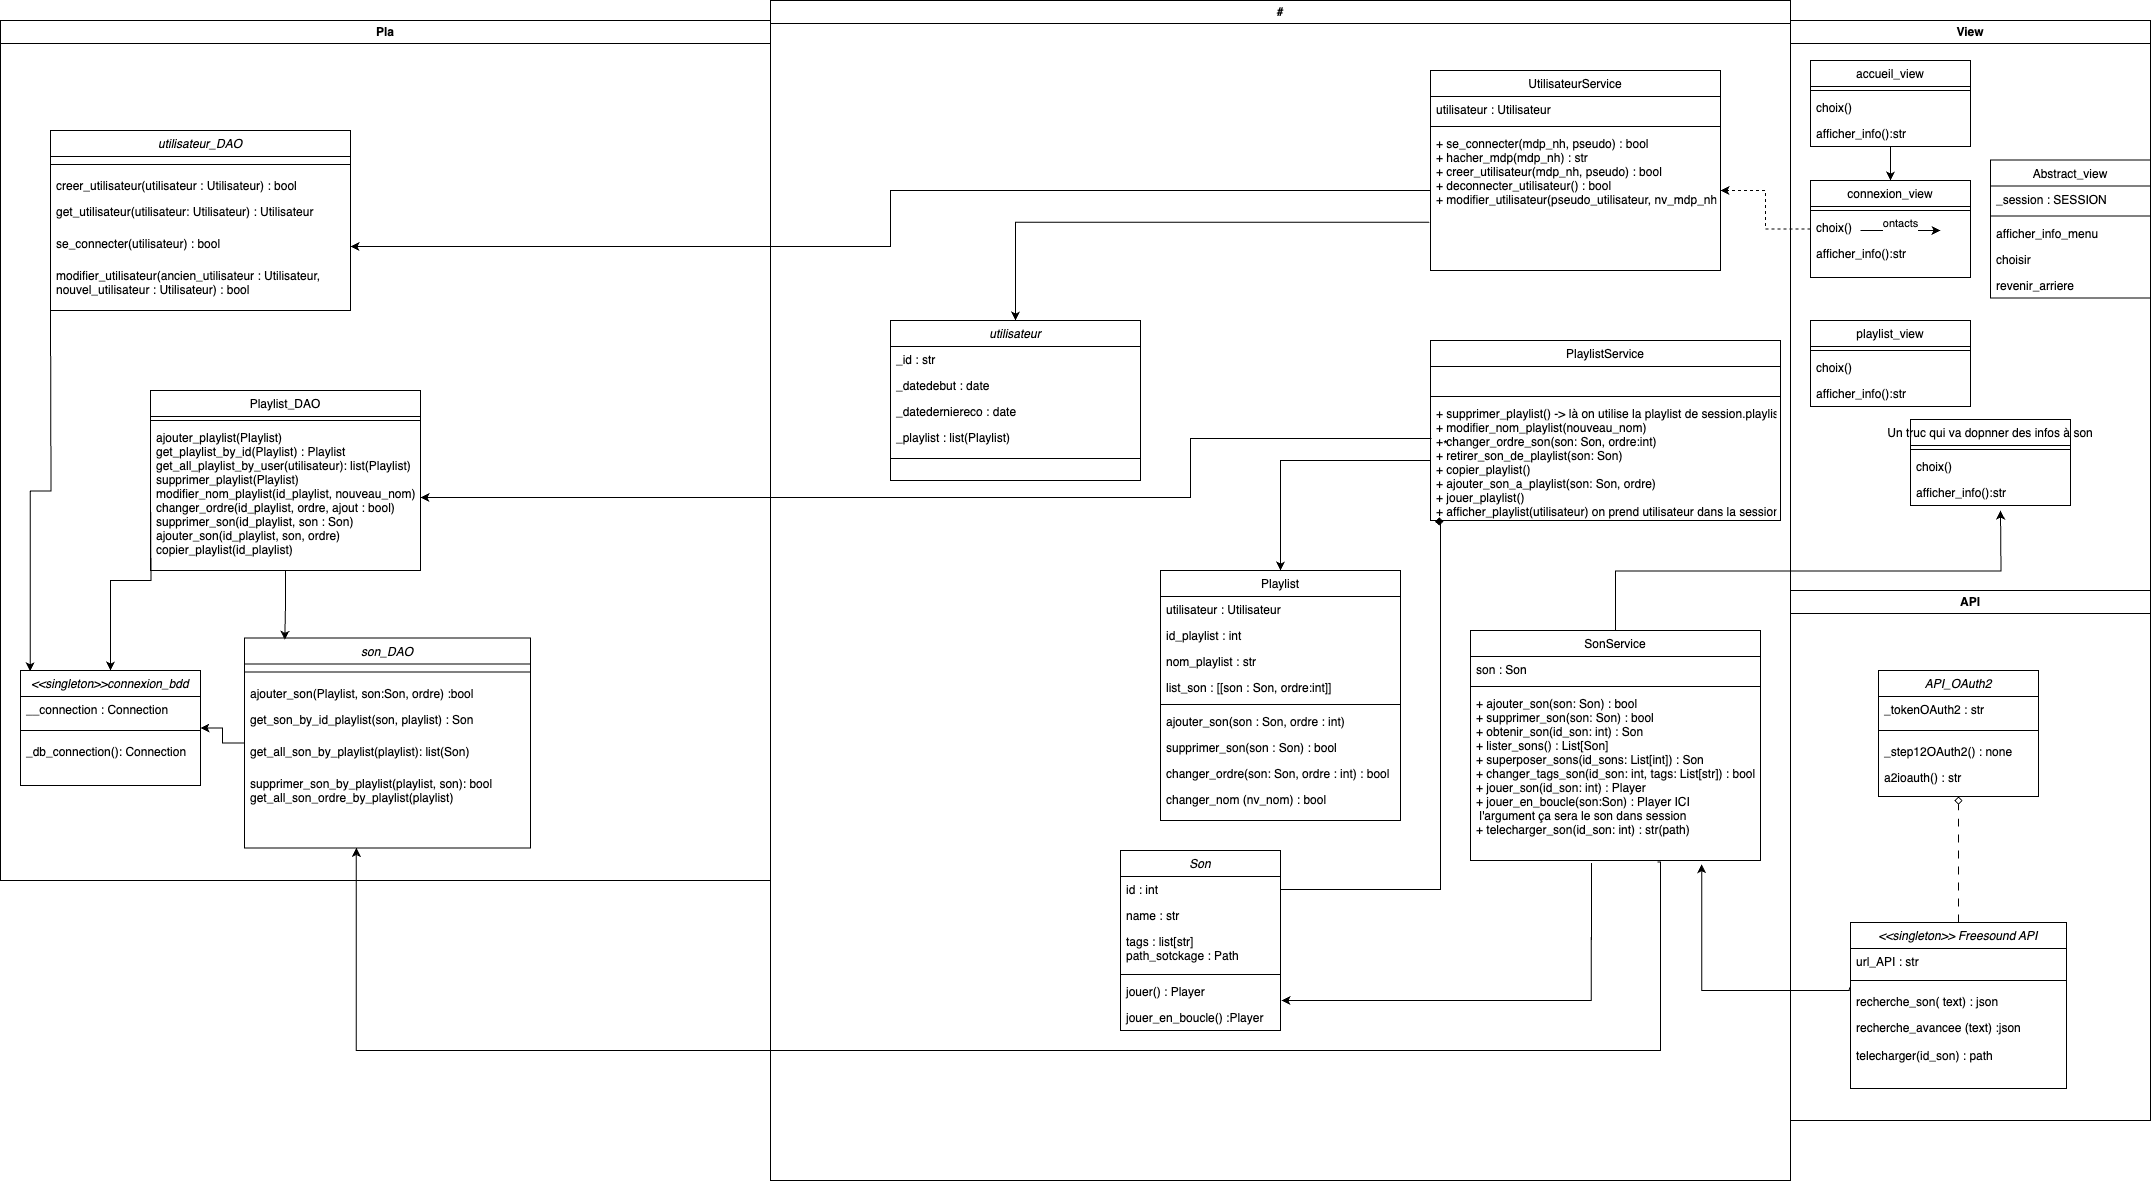 Pla
#
View
utilisateur_DAO
creer_utilisateur(utilisateur : Utilisateur) : bool
get_utilisateur(utilisateur: Utilisateur) : Utilisateur
se_connecter(utilisateur) : bool
modifier_utilisateur(ancien_utilisateur : Utilisateur,
nouvel_utilisateur : Utilisateur) : bool
Playlist_DAO
ajouter_playlist(Playlist)
get_playlist_by_id(Playlist) : Playlist
get_all_playlist_by_user(utilisateur): list(Playlist)
supprimer_playlist(Playlist)
modifier_nom_playlist(id_playlist, nouveau_nom)
changer_ordre(id_playlist, ordre, ajout : bool)
supprimer_son(id_playlist, son : Son)
ajouter_son(id_playlist, son, ordre)
copier_playlist(id_playlist)
<<singleton>>connexion_bdd
__connection : Connection
_db_connection(): Connection
son_DAO
ajouter_son(Playlist, son:Son, ordre) :bool
get_son_by_id_playlist(son, playlist) : Son
get_all_son_by_playlist(playlist): list(Son)
supprimer_son_by_playlist(playlist, son): bool
get_all_son_ordre_by_playlist(playlist)
UtilisateurService
utilisateur : Utilisateur
+ se_connecter(mdp_nh, pseudo) : bool
+ hacher_mdp(mdp_nh) : str
+ creer_utilisateur(mdp_nh, pseudo) : bool
+ deconnecter_utilisateur() : bool
+ modifier_utilisateur(pseudo_utilisateur, nv_mdp_nh
utilisateur
_id : str
_datedebut : date
_datederniereco : date
_playlist : list(Playlist)
PlaylistService
+ supprimer_playlist() -> là on utilise la playlist de session.playlis
+ modifier_nom_playlist(nouveau_nom)
+ changer_ordre_son(son: Son, ordre:int)
+ retirer_son_de_playlist(son: Son)
+ copier_playlist()
+ ajouter_son_a_playlist(son: Son, ordre)
+ jouer_playlist()
+ afficher_playlist(utilisateur) on prend utilisateur dans la session
Playlist
utilisateur : Utilisateur
id_playlist : int
nom_playlist : str
list_son : [[son : Son, ordre:int]]
ajouter_son(son : Son, ordre : int)
supprimer_son(son : Son) : bool
changer_ordre(son: Son, ordre : int) : bool
changer_nom (nv_nom) : bool
Son
id : int
name : str
tags : list[str]
path_sotckage : Path
jouer() : Player
jouer_en_boucle() :Player
SonService
son : Son
+ ajouter_son(son: Son) : bool
+ supprimer_son(son: Son) : bool
+ obtenir_son(id_son: int) : Son
+ lister_sons() : List[Son]
+ superposer_sons(id_sons: List[int]) : Son
+ changer_tags_son(id_son: int, tags: List[str]) : bool
+ jouer_son(id_son: int) : Player
+ jouer_en_boucle(son:Son) : Player ICI
l'argument ça sera le son dans session
+ telecharger_son(id_son: int) : str(path)
accueil_view
choix()
afficher_info():str
connexion_view
choix()
ontacts
afficher_info():str
Abstract_view
_session : SESSION
afficher_info_menu
choisir
revenir_arriere
playlist_view
choix()
afficher_info():str
Un truc qui va dopnner des infos à son
choix()
afficher_info():str
API
API_OAuth2
_tokenOAuth2 : str
_step12OAuth2() : none
a2ioauth() : str
<<singleton>> Freesound API
url_API : str
recherche_son( text) : json
recherche_avancee (text) :json
telecharger(id_son) : path